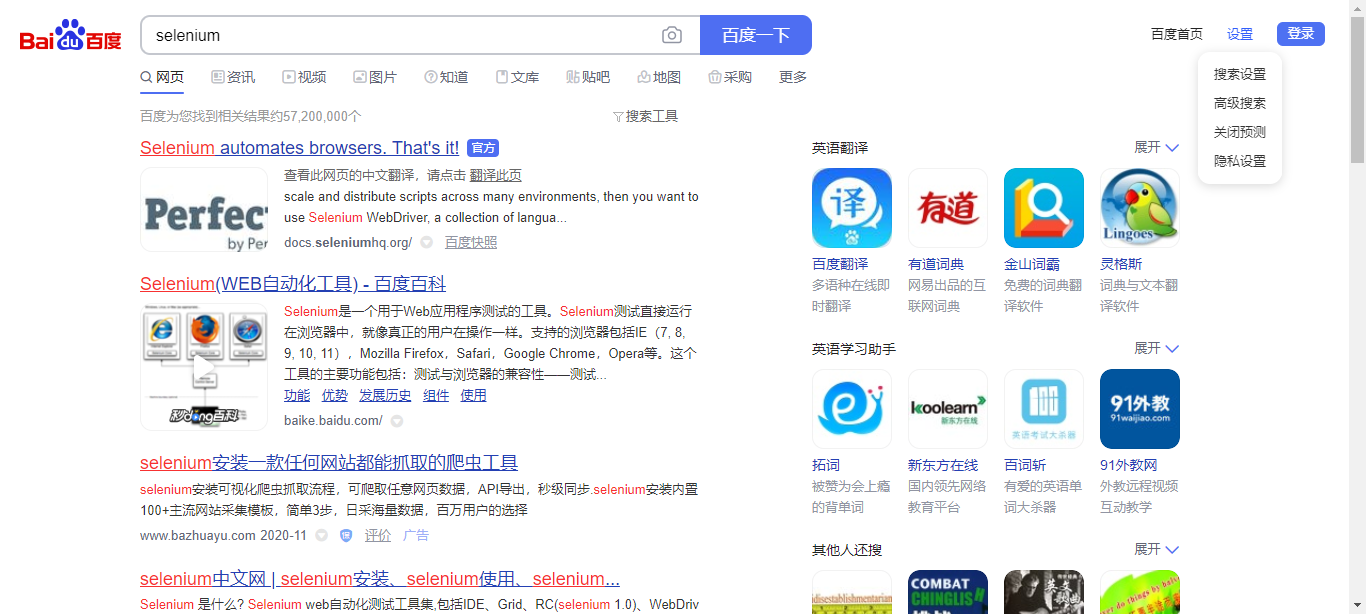 Bai du 百度
selenium
百度一下
百度首页 设置 登录
搜索设置
高级搜索
关闭预测
隐私设置
网页 资讯 视频 图片 知道 文库 贴吧 地图 采购 更多
百度为您找到相关结果约57,200,000个
搜索工具
Selenium automates browsers. That's it! 官方
Perfec
by Per
查看此网页的中文翻译，请点击 翻译此页
scale and distribute scripts across many environments, then you want to
use Selenium WebDriver, a collection of langua...
docs.seleniumhq.org/ 百度快照
Selenium(WEB自动化工具) - 百度百科
秒dong百科
Selenium是一个用于Web应用程序测试的工具。Selenium测试直接运行
在浏览器中，就像真正的用户在操作一样。支持的浏览器包括IE（7, 8,
9, 10, 11），Mozilla Firefox，Safari，Google Chrome，Opera等。这个
工具的主要功能包括：测试与浏览器的兼容性——测试...
功能 优势 发展历史 组件 使用
baike.baidu.com/
selenium安装一款任何网站都能抓取的爬虫工具
selenium安装可视化爬虫抓取流程，可爬取任意网页数据，API导出，秒级同步.selenium安装内置
100+主流网站采集模板，简单3步，日采海量数据，百万用户的选择
www.bazhuayu.com 2020-11 评价 广告
selenium中文网 | selenium安装、selenium使用、selenium...
Selenium 是什么? Selenium web自动化测试工具集,包括IDE、Grid、RC(selenium 1.0)、WebDriv
英语翻译 展开
译
有道
Lingoes
百度翻译 有道词典 金山词霸 灵格斯
多语种在线即 网易出品的互 免费的词典翻 词典与文本翻
时翻译 联网词典 译软件 译软件
英语学习助手 展开
koolearn
新东方在线
英语考试大杀器
91外教
91waijiao.com
拓词 新东方在线 百词斩 91外教网
被赞为会上瘾 国内领先网络 有爱的英语单 外教远程视频
的背单词 教育平台 词大杀器 互动教学
其他人还搜 展开
disestablishmentarian
COMBAT
CHINGLISH
英文
歌曲